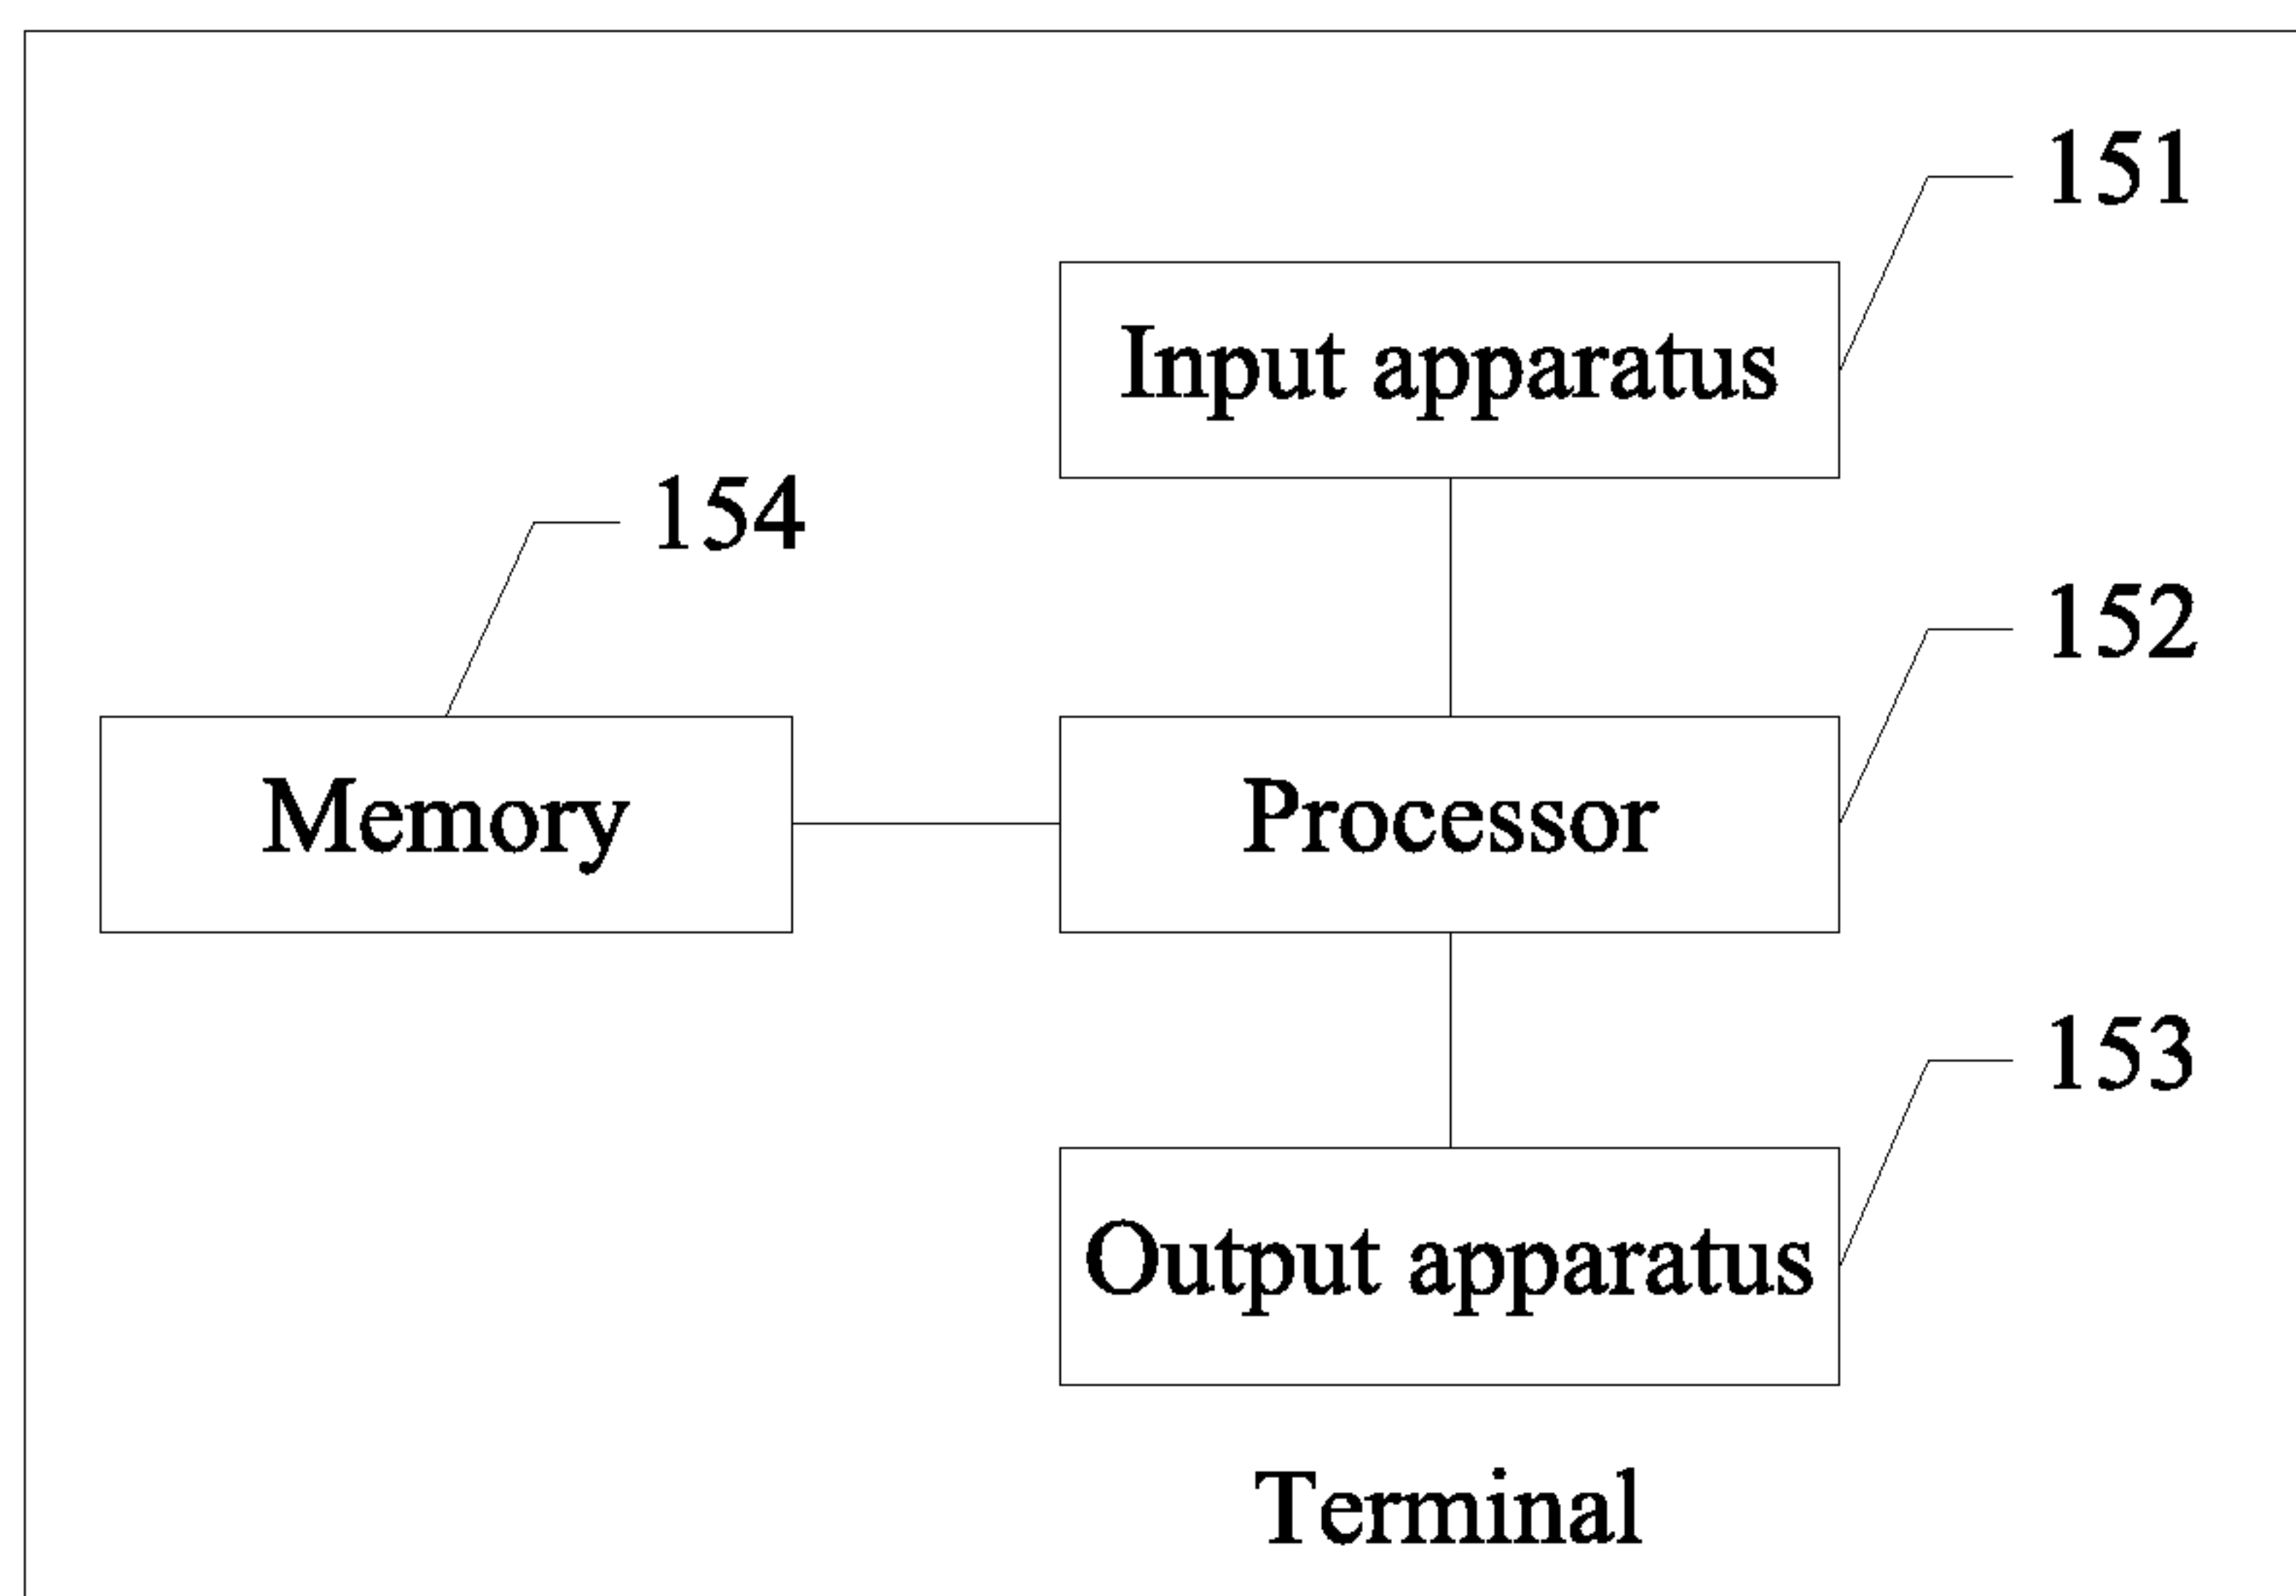 151
Input apparatus
154
152
Memory
Processor
153
Output apparatus
Terminal